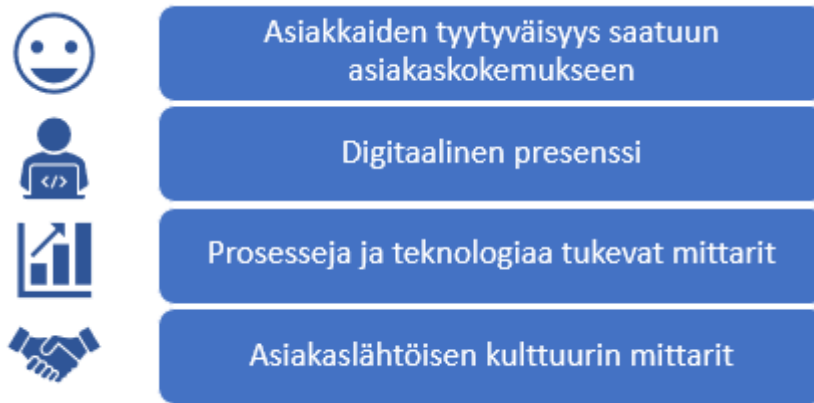 Asiakkaiden tyytyväisyys saatuun
asiakaskokemukseen
</>
Digitaalinen presenssi
Prosesseja ja teknologiaa tukevat mittarit
Asiakaslähtöisen kulttuurin mittarit